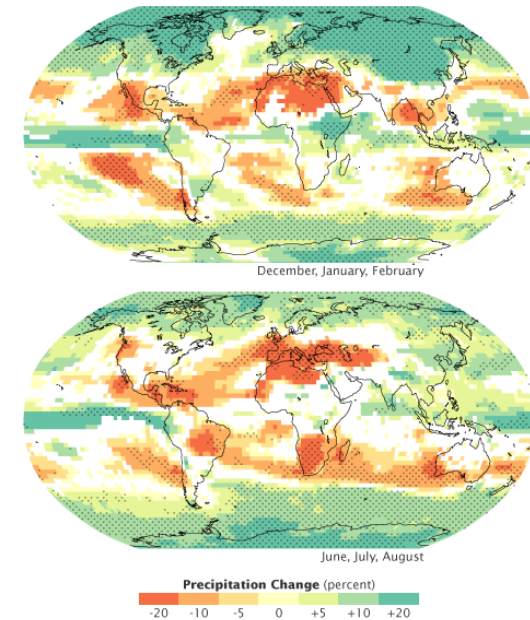 December, January, February
June, July, August
Precipitation Change (percent)
-20 -10 -5 0 +5 +10 +20